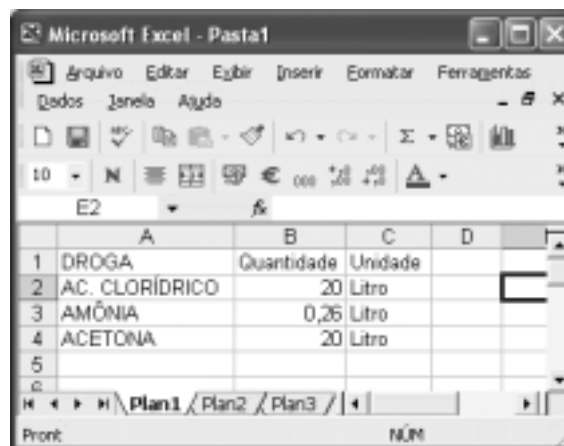 Microsoft Excel - Pasta1
Arquivo Editar Exibir Inserir Formatar Ferramentas
Dados Janela Ajuda
10 N € 000 A
E2 fx
A B C D
1 DROGA Quantidade Unidade
2 AC. CLORÍDRICO 20 Litro
3 AMÔNIA 0,26 Litro
4 ACETONA 20 Litro
5
6
Plan1 Plan2 Plan3
Pront NÚM